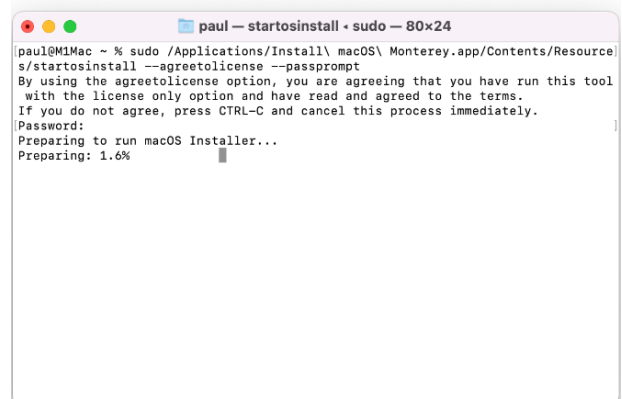 paul — startosinstall ◂ sudo — 80×24
[paul@M1Mac ~ % sudo /Applications/Install\ macOS\ Monterey.app/Contents/Resource]
s/startosinstall --agreetolicense --passprompt
By using the agreetolicense option, you are agreeing that you have run this tool
 with the license only option and have read and agreed to the terms.
If you do not agree, press CTRL-C and cancel this process immediately.
[Password: ]
Preparing to run macOS Installer...
Preparing: 1.6%